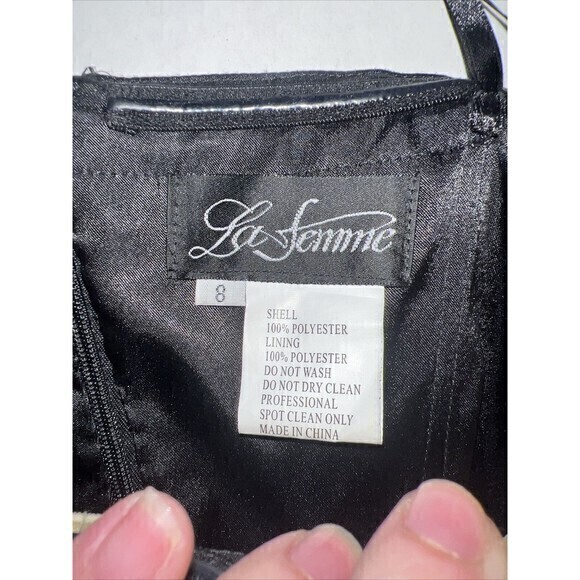 La Femme
8
SHELL
100% POLYESTER
LINING
100% POLYESTER
DO NOT WASH
DO NOT DRY CLEAN
PROFESSIONAL
SPOT CLEAN ONLY
MADE IN CHINA